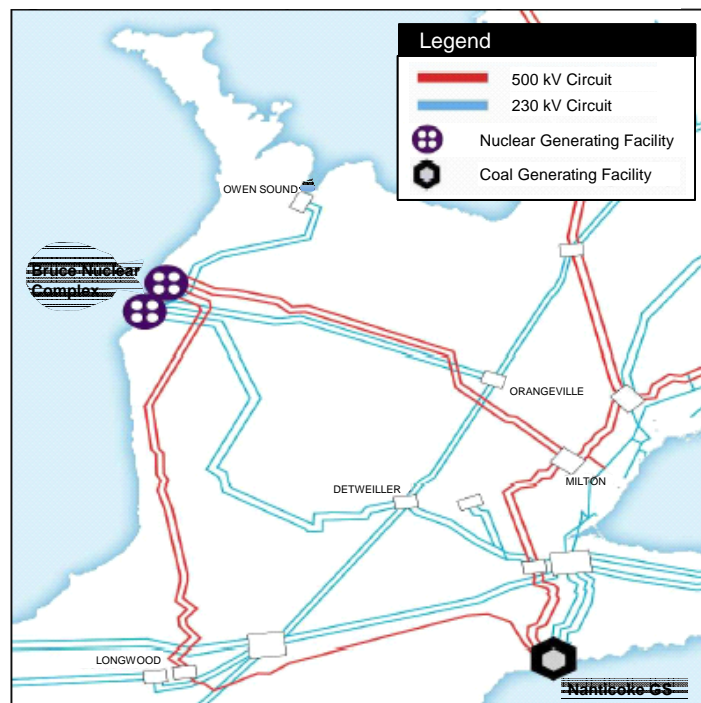 Legend
500 kV Circuit
230 kV Circuit
Nuclear Generating Facility
Coal Generating Facility
OWEN SOUND
Bruce Nuclear
Complex
ORANGEVILLE
MILTON
DETWEILLER
LONGWOOD
Nanticoke GS